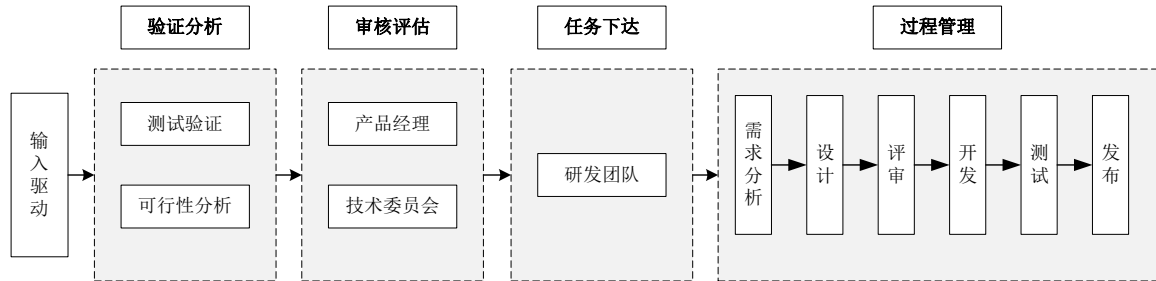 验证分析
审核评估
任务下达
过程管理
输入驱动
测试验证
可行性分析
产品经理
技术委员会
研发团队
需求分析
设计
评审
开发
测试
发布